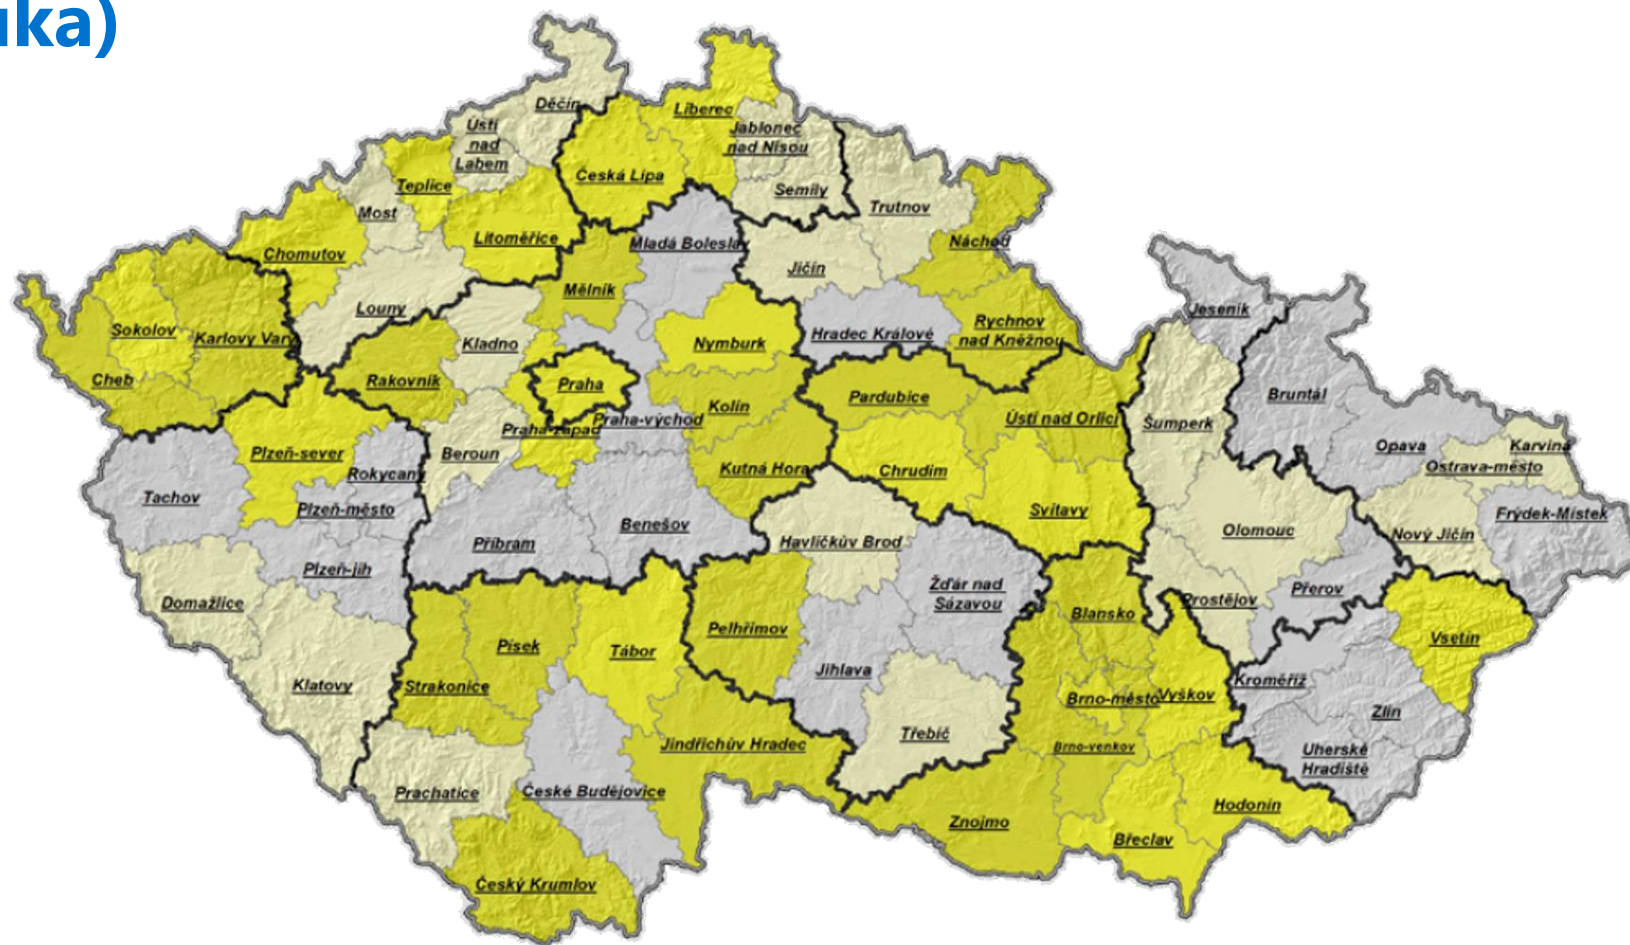 uka)
Děčín
Ústí
nad
Labem
Liberec
Jablonec
nad Nisou
Česká Lípa
Semily
Teplice
Most
Trutnov
Litoměřice
Chomutov
Mladá Boleslav
Náchod
Jičín
Mělník
Louny
Jeseník
Sokolov
Karlovy Vary
Kladno
Nymburk
Hradec Králové
Rychnov
nad Kněžnou
Cheb
Rakovník
Praha
Kolín
Pardubice
Bruntál
Praha-západ
Praha-východ
Ústí nad Orlicí
Šumperk
Plzeň-sever
Beroun
Rokycany
Kutná Hora
Chrudim
Opava
Karviná
Ostrava-město
Tachov
Plzeň-město
Svitavy
Frýdek-Místek
Příbram
Benešov
Havlíčkův Brod
Olomouc
Nový Jičín
Plzeň-jih
Žďár nad
Sázavou
Přerov
Domažlice
Prostějov
Blansko
Pelhřimov
Vsetín
Písek
Tábor
Jihlava
Klatovy
Strakonice
Kroměříž
Brno-město
Vyškov
Zlín
Třebíč
Jindřichův Hradec
Brno-venkov
Uherské
Hradiště
Prachatice
České Budějovice
Hodonín
Znojmo
Břeclav
Český Krumlov